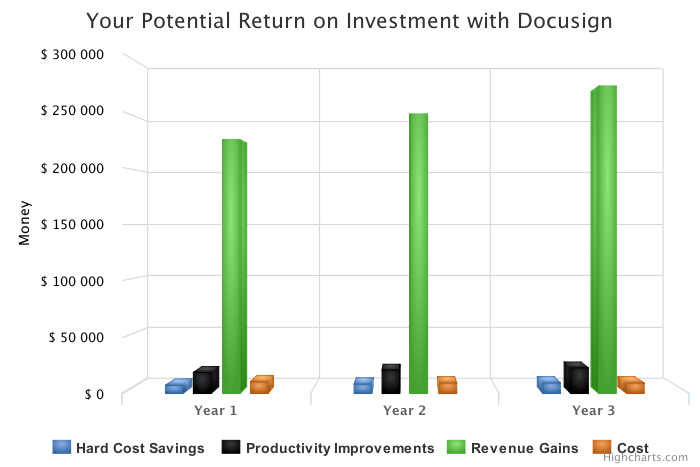 Your Potential Return on Investment with Docusign
$ 300 000
$ 250 000
$ 200 000
$ 150 000
$ 100 000
$ 50 000
$ 0
Money
Year 1 Year 2 Year 3
Hard Cost Savings Productivity Improvements Revenue Gains Cost
Highcharts.com